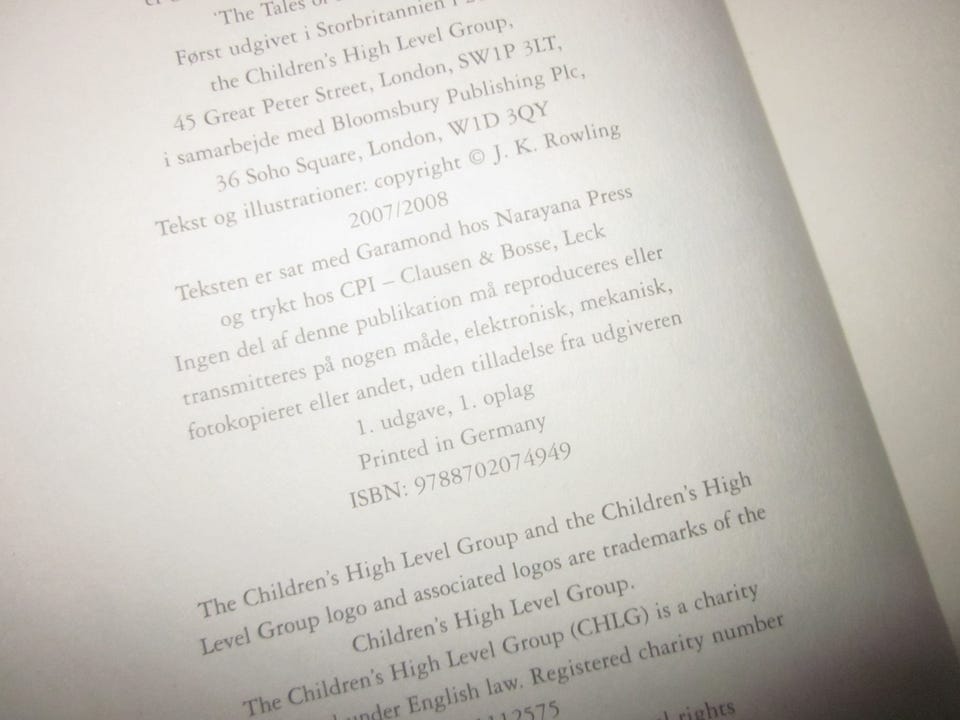 'The Tales of
Først udgivet i Storbritannien i
the Children's High Level Group,
45 Great Peter Street, London, SW1P 3LT,
i samarbejde med Bloomsbury Publishing Plc,
36 Soho Square, London, W1D 3QY
Tekst og illustrationer: copyright © J. K. Rowling
2007/2008
Teksten er sat med Garamond hos Narayana Press
og trykt hos CPI – Clausen & Bosse, Leck
Ingen del af denne publikation må reproduceres eller
transmitteres på nogen måde, elektronisk, mekanisk,
fotokopieret eller andet, uden tilladelse fra udgiveren
1. udgave, 1. oplag
Printed in Germany
ISBN: 9788702074949
The Children's High Level Group and the Children's High
Level Group logo and associated logos are trademarks of the
Children's High Level Group.
The Children's High Level Group (CHLG) is a charity
under English law. Registered charity number
1112575
rights